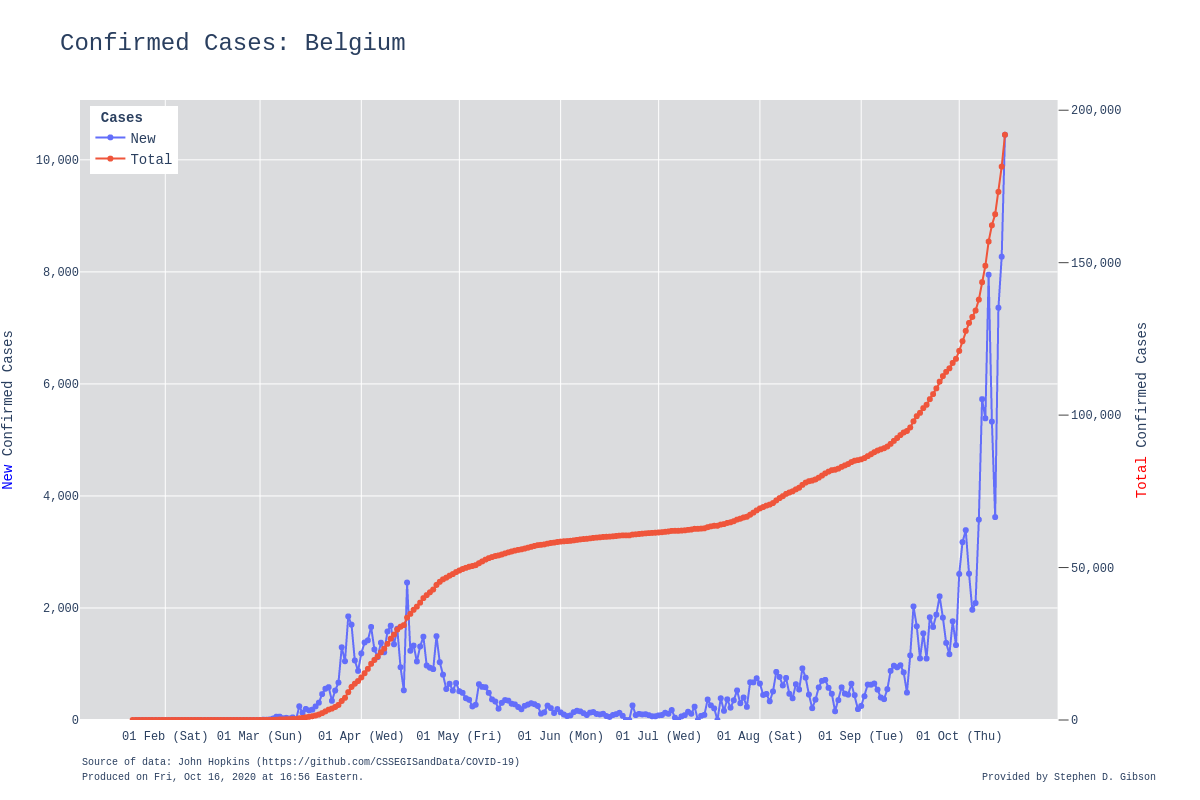 Confirmed Cases: Belgium
Cases
New
Total
10,000
8,000
6,000
4,000
2,000
0
New Confirmed Cases
200,000
150,000
100,000
50,000
0
Total Confirmed Cases
01 Feb (Sat) 01 Mar (Sun) 01 Apr (Wed) 01 May (Fri) 01 Jun (Mon) 01 Jul (Wed) 01 Aug (Sat) 01 Sep (Tue) 01 Oct (Thu)
Source of data: John Hopkins (https://github.com/CSSEGISandData/COVID-19)
Produced on Fri, Oct 16, 2020 at 16:56 Eastern.
Provided by Stephen D. Gibson